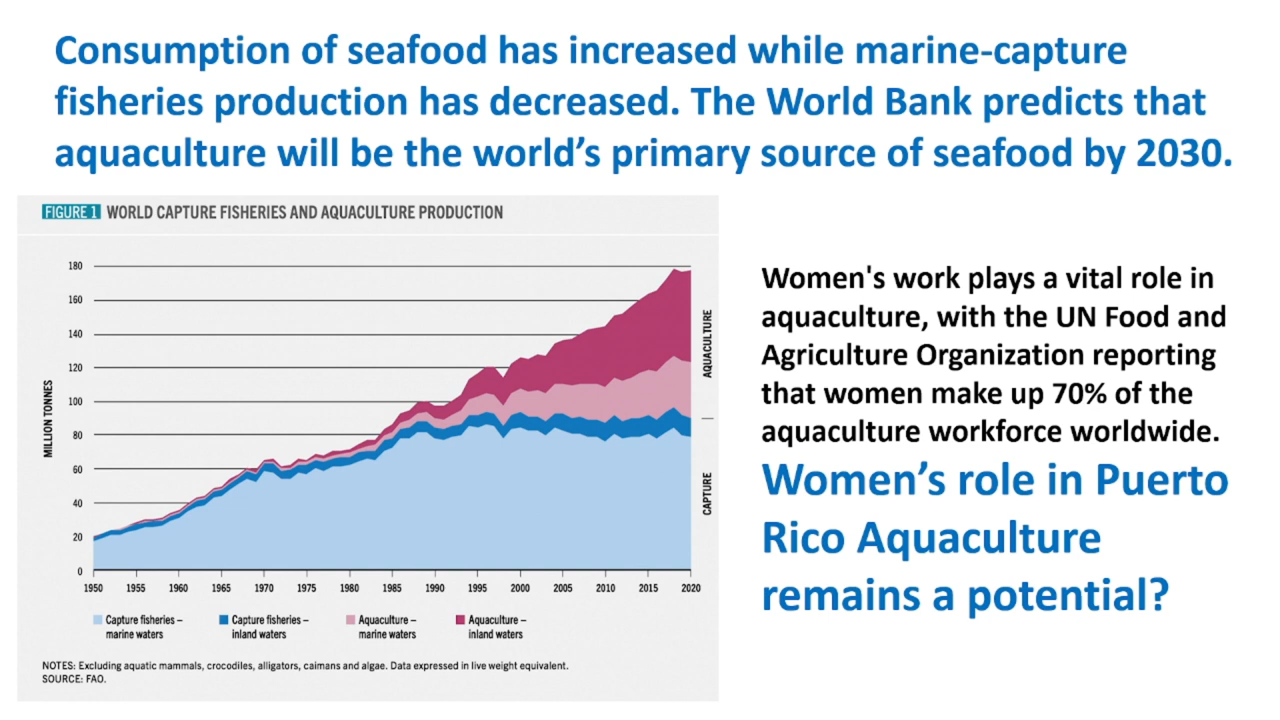 Consumption of seafood has increased while marine-capture
fisheries production has decreased. The World Bank predicts that
aquaculture will be the world's primary source of seafood by 2030.
FIGURE 1 WORLD CAPTURE FISHERIES AND AQUACULTURE PRODUCTION
180
160
140
120
100
80
60
40
20
0
MILLION TONNES
1950 1955 1960 1965 1970 1975 1980 1985 1990 1995 2000 2005 2010 2015 2020
AQUACULTURE
CAPTURE
Capture fisheries –
marine waters
Capture fisheries –
inland waters
Aquaculture –
marine waters
Aquaculture –
inland waters
NOTES: Excluding aquatic mammals, crocodiles, alligators, caimans and algae. Data expressed in live weight equivalent.
SOURCE: FAO.
Women's work plays a vital role in
aquaculture, with the UN Food and
Agriculture Organization reporting
that women make up 70% of the
aquaculture workforce worldwide.
Women's role in Puerto
Rico Aquaculture
remains a potential?